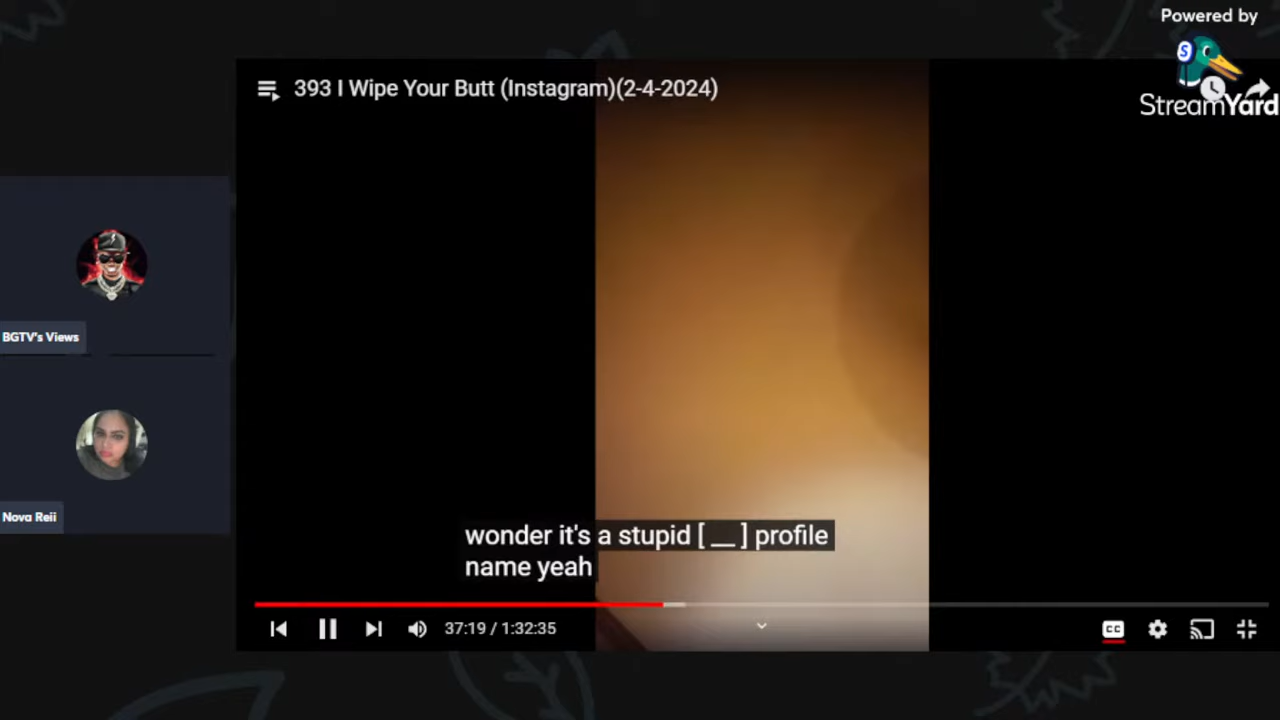 Powered by
StreamYard
393 I Wipe Your Butt (Instagram)(2-4-2024)
BGTV's Views
Nova Reii
wonder it's a stupid [ __ ] profile
name yeah
37:19 / 1:32:35
CC